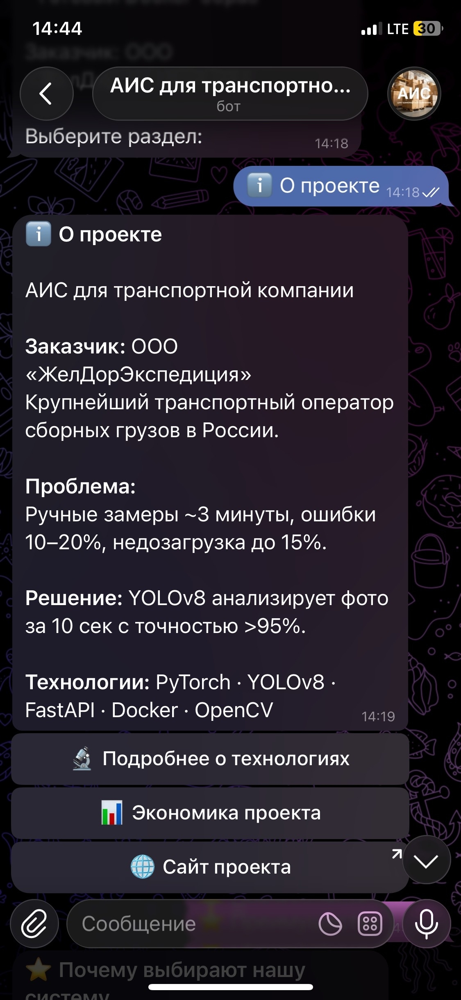 14:44
LTE 30
Заказчик: ООО
АИС для транспортно...
бот
АИС
Выберите раздел:
14:18
О проекте 14:18
О проекте
АИС для транспортной компании
Заказчик: ООО
«ЖелДорЭкспедиция»
Крупнейший транспортный оператор
сборных грузов в России.
Проблема:
Ручные замеры ~3 минуты, ошибки
10–20%, недозагрузка до 15%.
Решение: YOLOv8 анализирует фото
за 10 сек с точностью >95%.
Технологии: PyTorch · YOLOv8 ·
FastAPI · Docker · OpenCV
14:19
Подробнее о технологиях
Экономика проекта
Сайт проекта
Сообщение
Почему выбирают нашу
систему